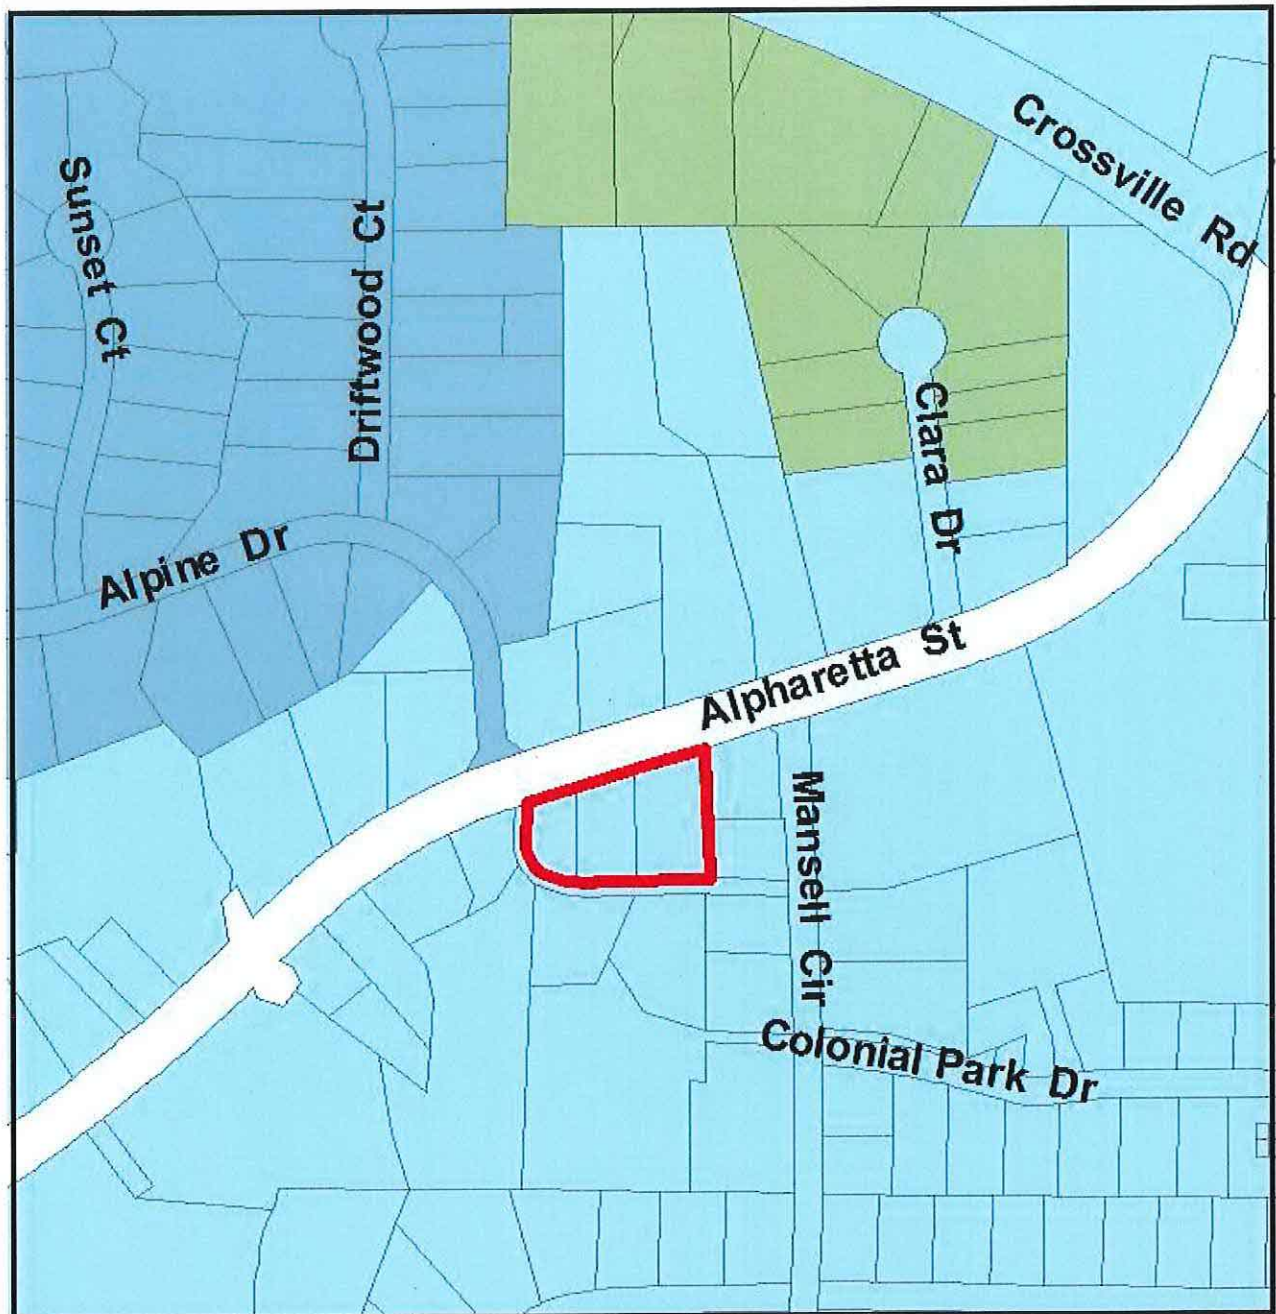 Crossville Rd
Sunset Ct
Driftwood Ct
Clara Dr
Alpine Dr
Alpharetta St
Mansell Cir
Colonial Park Dr